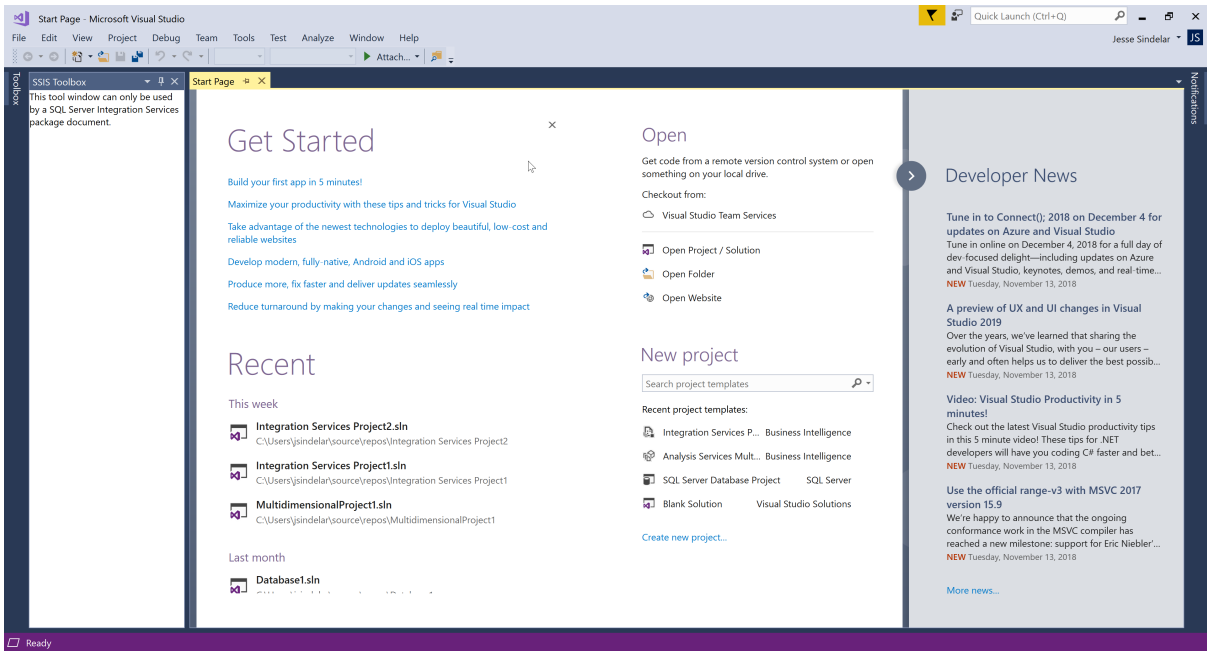 Start Page - Microsoft Visual Studio
Quick Launch (Ctrl+Q)
File Edit View Project Debug Team Tools Test Analyze Window Help
Jesse Sindelar JS
Attach...
Toolbox
SSIS Toolbox
This tool window can only be used
by a SQL Server Integration Services
package document.
Start Page
Get Started
Build your first app in 5 minutes!
Maximize your productivity with these tips and tricks for Visual Studio
Take advantage of the newest technologies to deploy beautiful, low-cost and
reliable websites
Develop modern, fully-native, Android and iOS apps
Produce more, fix faster and deliver updates seamlessly
Reduce turnaround by making your changes and seeing real time impact
Recent
This week
Integration Services Project2.sln
C:\Users\jsindelar\source\repos\Integration Services Project2
Integration Services Project1.sln
C:\Users\jsindelar\source\repos\Integration Services Project1
MultidimensionalProject1.sln
C:\Users\jsindelar\source\repos\MultidimensionalProject1
Last month
Database1.sln
Open
Get code from a remote version control system or open
something on your local drive.
Checkout from:
Visual Studio Team Services
Open Project / Solution
Open Folder
Open Website
New project
Search project templates
Recent project templates:
Integration Services P... Business Intelligence
Analysis Services Mult... Business Intelligence
SQL Server Database Project SQL Server
Blank Solution Visual Studio Solutions
Create new project...
Developer News
Tune in to Connect(); 2018 on December 4 for
updates on Azure and Visual Studio
Tune in online on December 4, 2018 for a full day of
dev-focused delight—including updates on Azure
and Visual Studio, keynotes, demos, and real-time...
NEW Tuesday, November 13, 2018
A preview of UX and UI changes in Visual
Studio 2019
Over the years, we've learned that sharing the
evolution of Visual Studio, with you – our users –
early and often helps us to deliver the best possib...
NEW Tuesday, November 13, 2018
Video: Visual Studio Productivity in 5
minutes!
Check out the latest Visual Studio productivity tips
in this 5 minute video! These tips for .NET
developers will have you coding C# faster and bet...
NEW Tuesday, November 13, 2018
Use the official range-v3 with MSVC 2017
version 15.9
We're happy to announce that the ongoing
conformance work in the MSVC compiler has
reached a new milestone: support for Eric Niebler'...
NEW Tuesday, November 13, 2018
More news...
Notifications
Ready